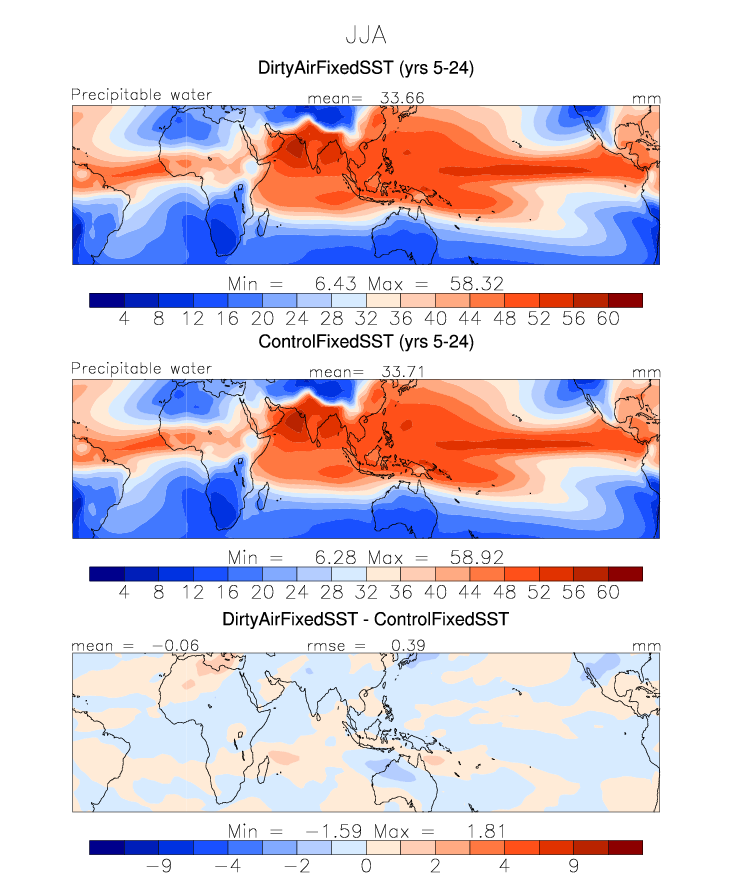 JJA
DirtyAirFixedSST (yrs 5-24)
Precipitable water mean= 33.66 mm
Min = 6.43 Max = 58.32
4 8 12 16 20 24 28 32 36 40 44 48 52 56 60
ControlFixedSST (yrs 5-24)
Precipitable water mean= 33.71 mm
Min = 6.28 Max = 58.92
4 8 12 16 20 24 28 32 36 40 44 48 52 56 60
DirtyAirFixedSST - ControlFixedSST
mean = -0.06 rmse = 0.39 mm
Min = -1.59 Max = 1.81
-9 -4 -2 0 2 4 9